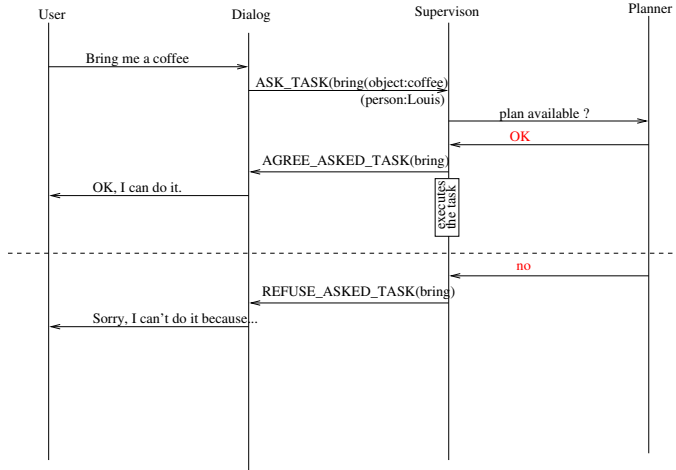 User
Dialog
Supervison
Planner
Bring me a coffee
ASK_TASK(bring(object:coffee)
(person:Louis)
plan available ?
OK
AGREE_ASKED_TASK(bring)
OK, I can do it.
executes
the task
no
REFUSE_ASKED_TASK(bring)
Sorry, I can't do it because...